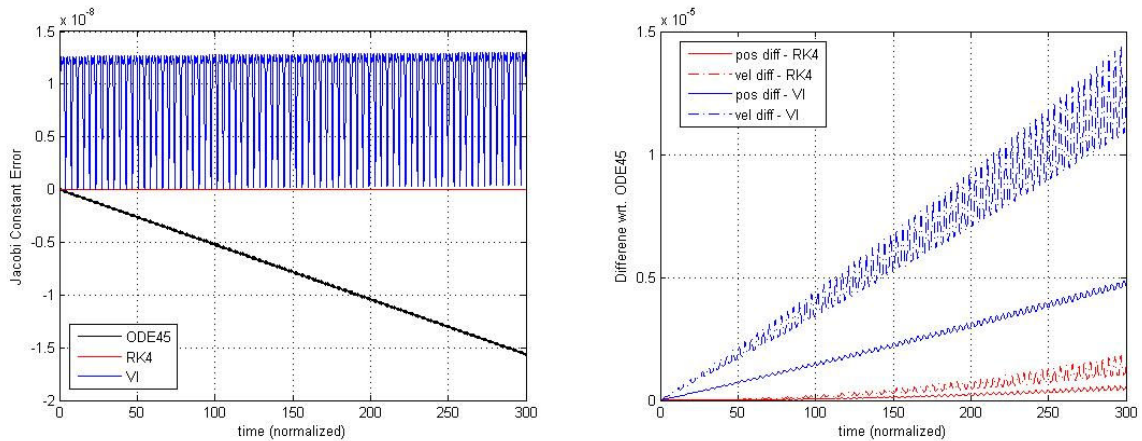 x 10⁻⁸
1.5
1
0.5
0
-0.5
-1
-1.5
-2
Jacobi Constant Error
ODE45
RK4
VI
0 50 100 150 200 250 300
time (normalized)
x 10⁻⁵
1.5
1
0.5
0
Differene wrt. ODE45
pos diff - RK4
vel diff - RK4
pos diff - VI
vel diff - VI
0 50 100 150 200 250 300
time (normalized)